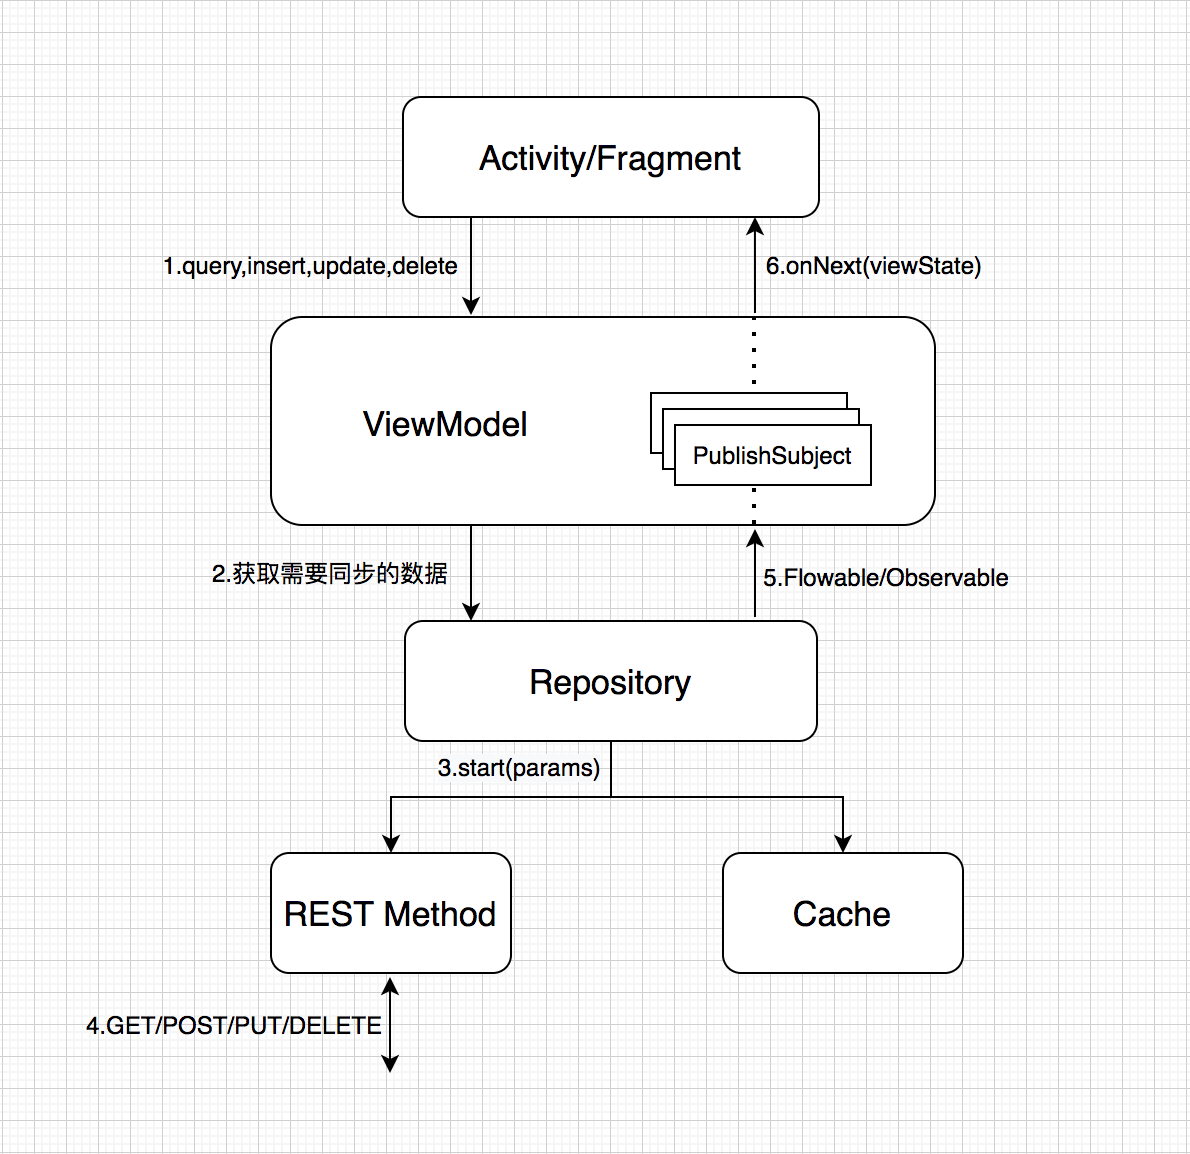 Activity/Fragment
1.query,insert,update,delete
6.onNext(viewState)
ViewModel
PublishSubject
2.获取需要同步的数据
5.Flowable/Observable
Repository
3.start(params)
REST Method
Cache
4.GET/POST/PUT/DELETE